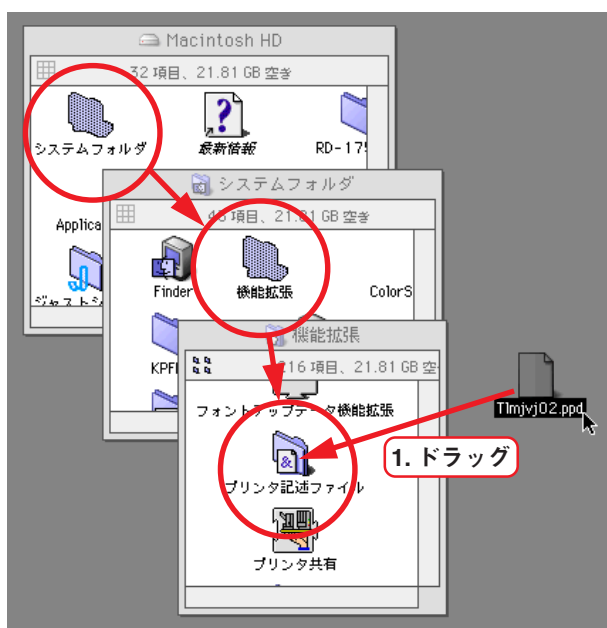 Macintosh HD
32 項目、21.81 GB 空き
システムフォルダ
最新情報
RD-175
Applica
システムフォルダ
46 項目、21.81 GB 空き
Finder
機能拡張
ColorS
KPF
機能拡張
216 項目、21.81 GB 空
フォントアップデータ機能拡張
プリンタ記述ファイル
プリンタ共有
Tlmjvj02.ppd
1. ドラッグ